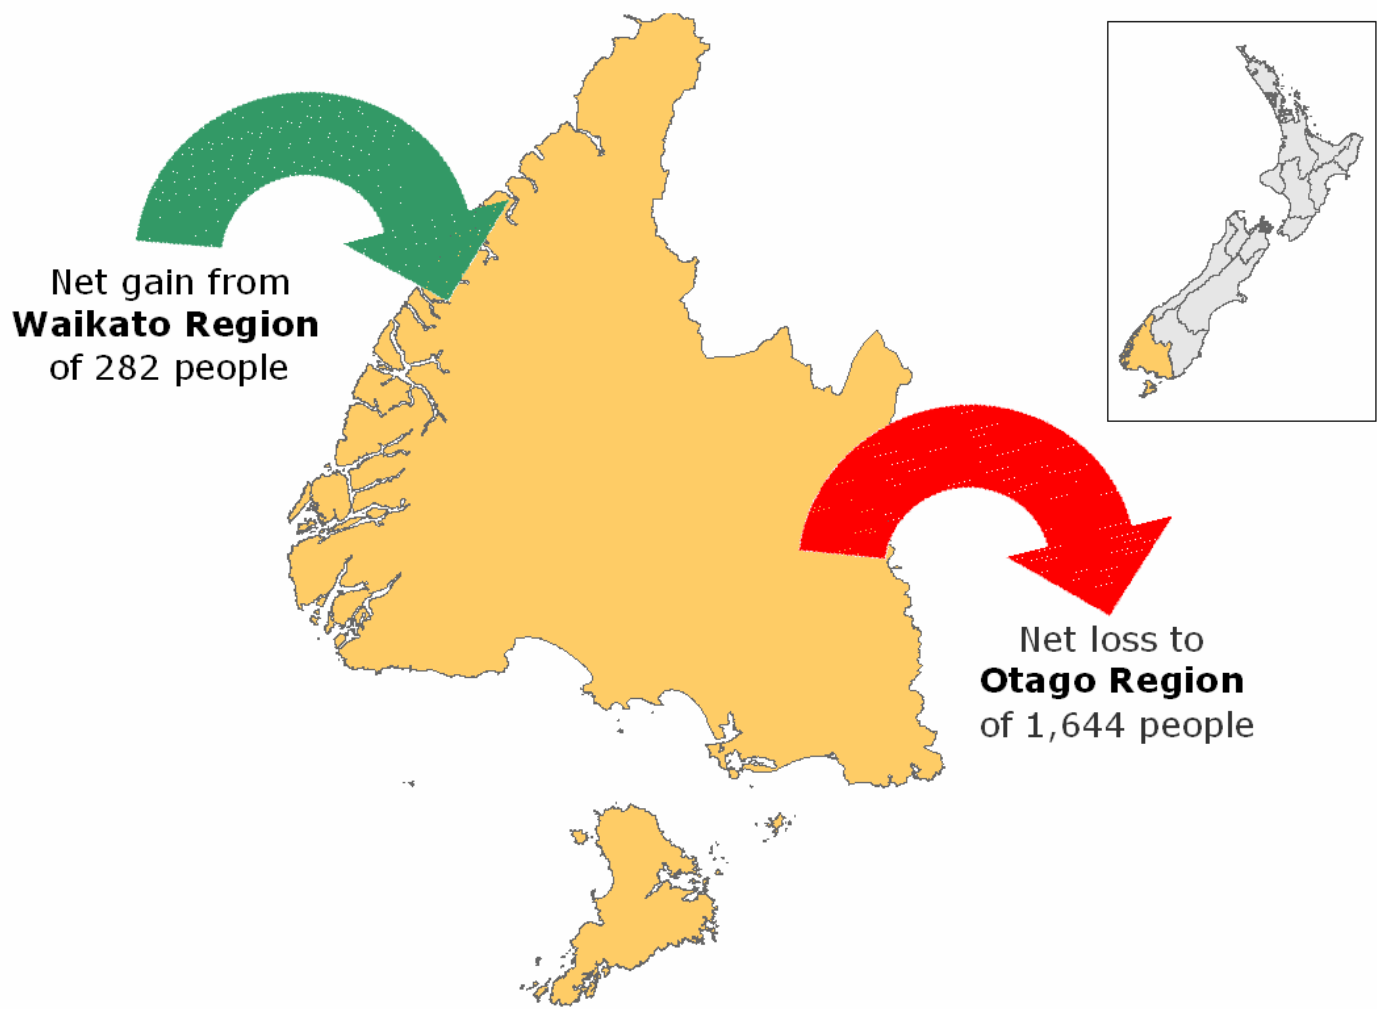 Net gain from
Waikato Region
of 282 people
Net loss to
Otago Region
of 1,644 people